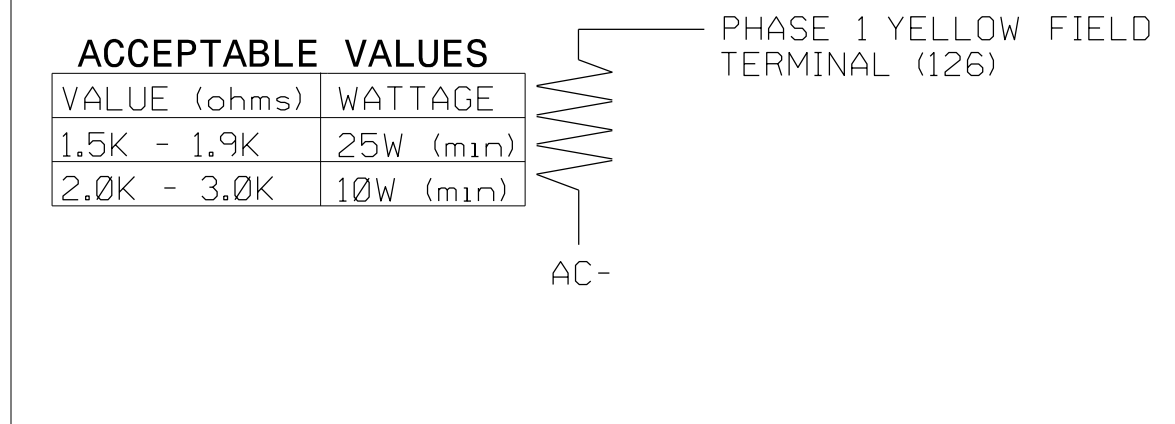 ACCEPTABLE VALUES
VALUE (ohms) WATTAGE
1.5K - 1.9K 25W (min)
2.0K - 3.0K 10W (min)
PHASE 1 YELLOW FIELD
TERMINAL (126)
AC-